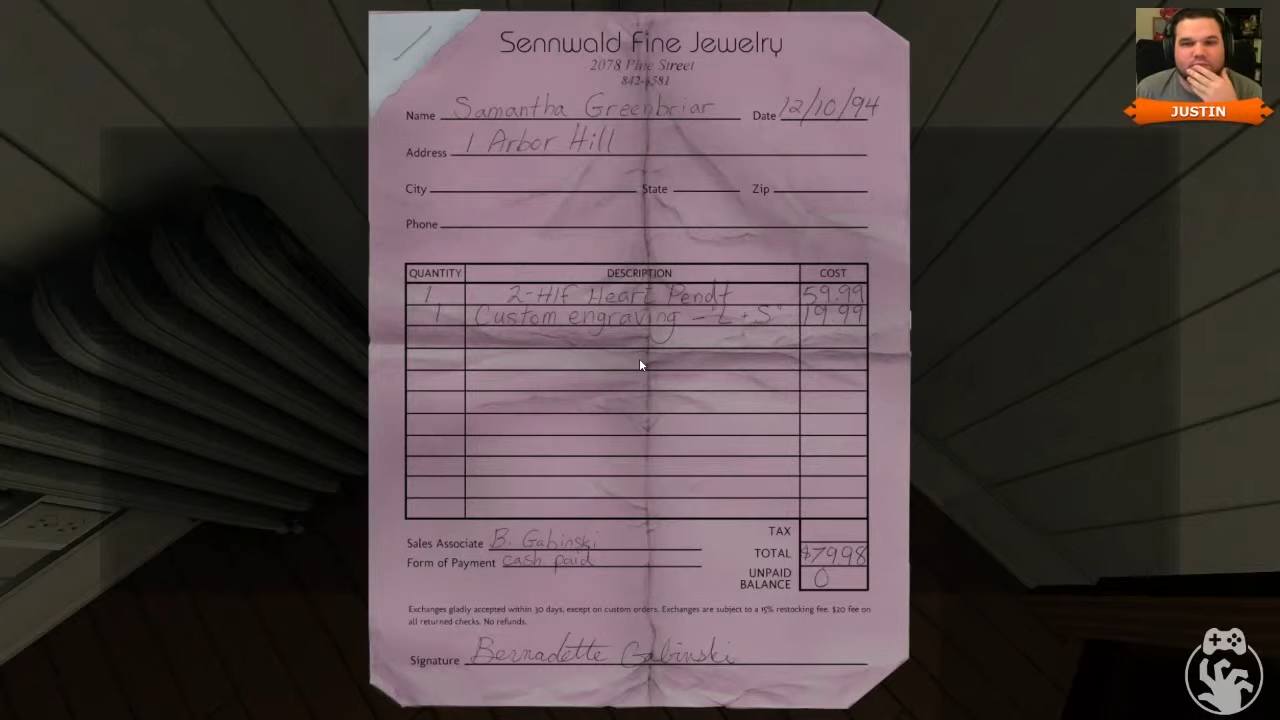 Sennwald Fine Jewelry
2078 Pine Street
842-6581
Name Samantha Greenbriar Date 12/10/94
Address 1 Arbor Hill
City State Zip
Phone
QUANTITY DESCRIPTION COST
1 2-Hlf Heart Pendt 59.99
1 Custom engraving - "L + S" 19.99
TAX
Sales Associate B. Gabinski
TOTAL $79.98
Form of Payment cash paid
UNPAID BALANCE 0
Exchanges gladly accepted within 30 days, except on custom orders. Exchanges are subject to a 15% restocking fee. $20 fee on
all returned checks. No refunds.
Signature Bernadette Gabinski
JUSTIN